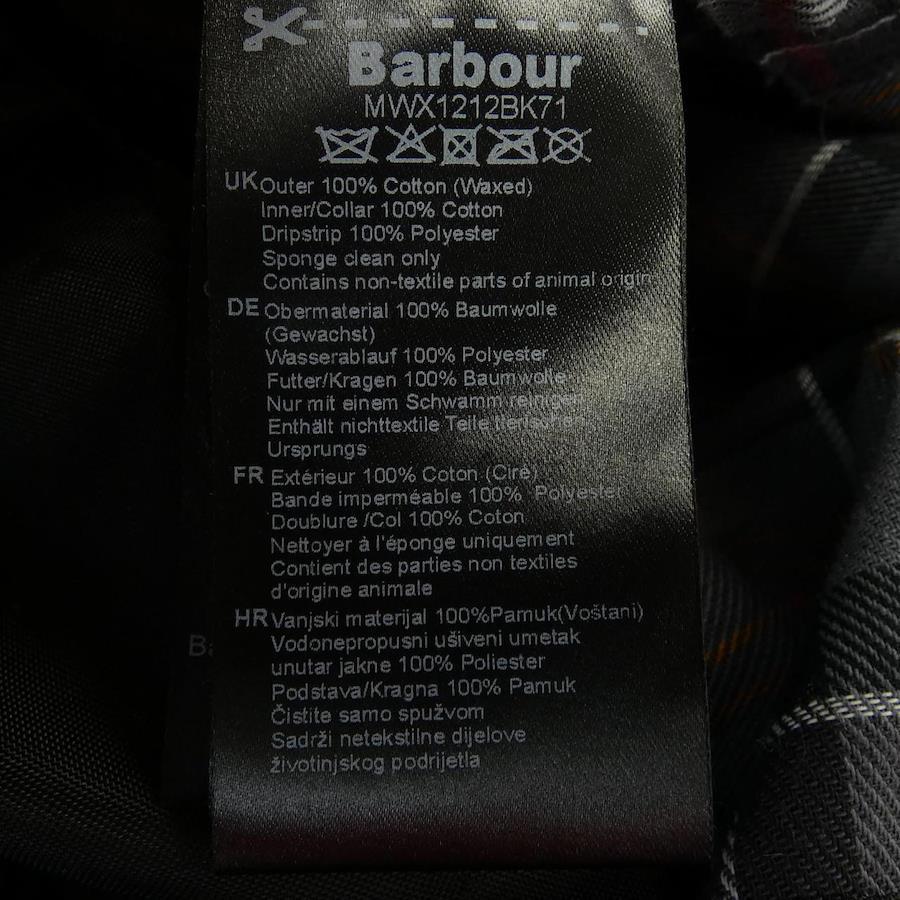 Barbour
MWX1212BK71
UK Outer 100% Cotton (Waxed)
Inner/Collar 100% Cotton
Dripstrip 100% Polyester
Sponge clean only
Contains non-textile parts of animal origin
DE Obermaterial 100% Baumwolle
(Gewachst)
Wasserablauf 100% Polyester
Futter/Kragen 100% Baumwolle
Nur mit einem Schwamm reinigen
Enthält nichttextile Teile tierischen
Ursprungs
FR Extérieur 100% Coton (Ciré)
Bande imperméable 100% Polyester
Doublure /Col 100% Coton
Nettoyer à l'éponge uniquement
Contient des parties non textiles
d'origine animale
HR Vanjski materijal 100%Pamuk(Voštani)
Vodonepropusni ušiveni umetak
unutar jakne 100% Poliester
Podstava/Kragna 100% Pamuk
Čistite samo spužvom
Sadrži netekstilne dijelove
životinjskog podrijetla